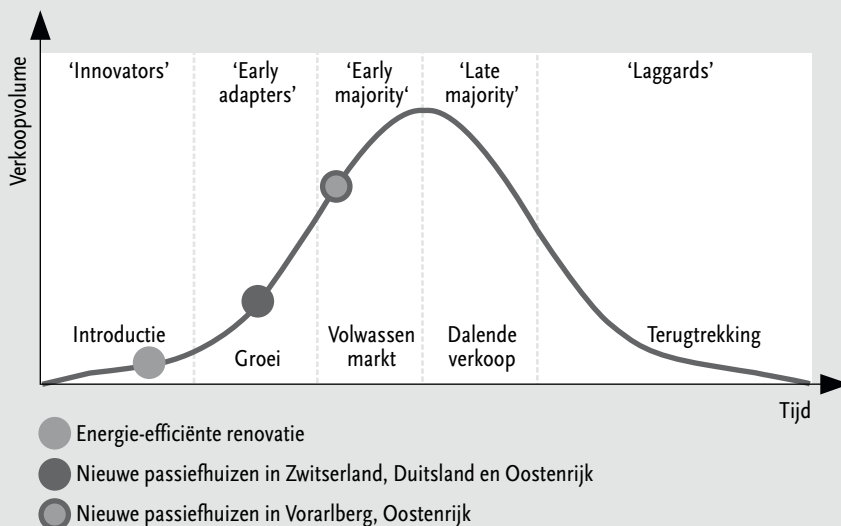 Verkoopvolume
‘Innovators’
‘Early
adapters’
‘Early
majority‘
‘Late
majority’
‘Laggards’
Introductie
Groei
Volwassen
markt
Dalende
verkoop
Terugtrekking
Tijd
Energie-efficiënte renovatie
Nieuwe passiefhuizen in Zwitserland, Duitsland en Oostenrijk
Nieuwe passiefhuizen in Vorarlberg, Oostenrijk